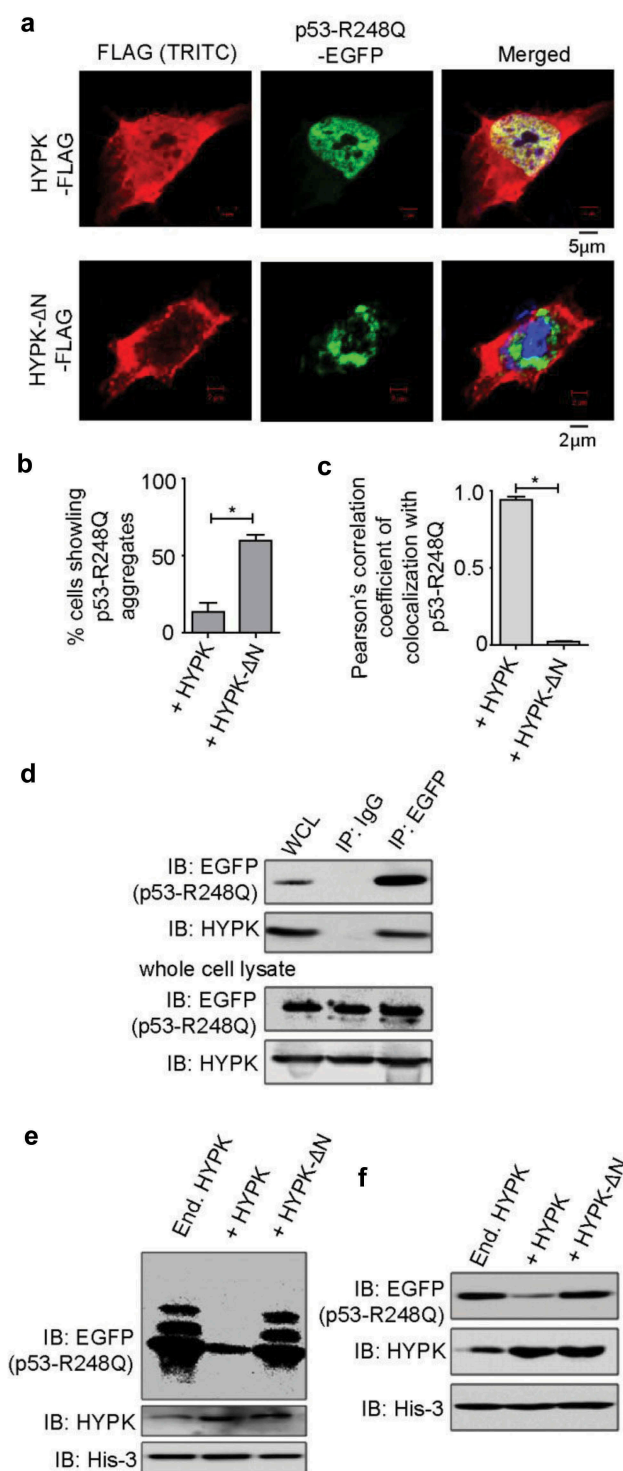 a
FLAG (TRITC)
p53-R248Q
-EGFP
Merged
HYPK
-FLAG
5µm
HYPK-ΔN
-FLAG
2µm
b
% cells showling
p53-R248Q
aggregates
100
50
0
*
+ HYPK
+ HYPK-ΔN
c
Pearson's correlation
coefficient of
colocalization with
p53-R248Q
1.0
0.5
0
*
+ HYPK
+ HYPK-ΔN
d
WCL
IP: IgG
IP: EGFP
IB: EGFP
(p53-R248Q)
IB: HYPK
whole cell lysate
IB: EGFP
(p53-R248Q)
IB: HYPK
e
End. HYPK
+ HYPK
+ HYPK-ΔN
IB: EGFP
(p53-R248Q)
IB: HYPK
IB: His-3
f
End. HYPK
+ HYPK
+ HYPK-ΔN
IB: EGFP
(p53-R248Q)
IB: HYPK
IB: His-3